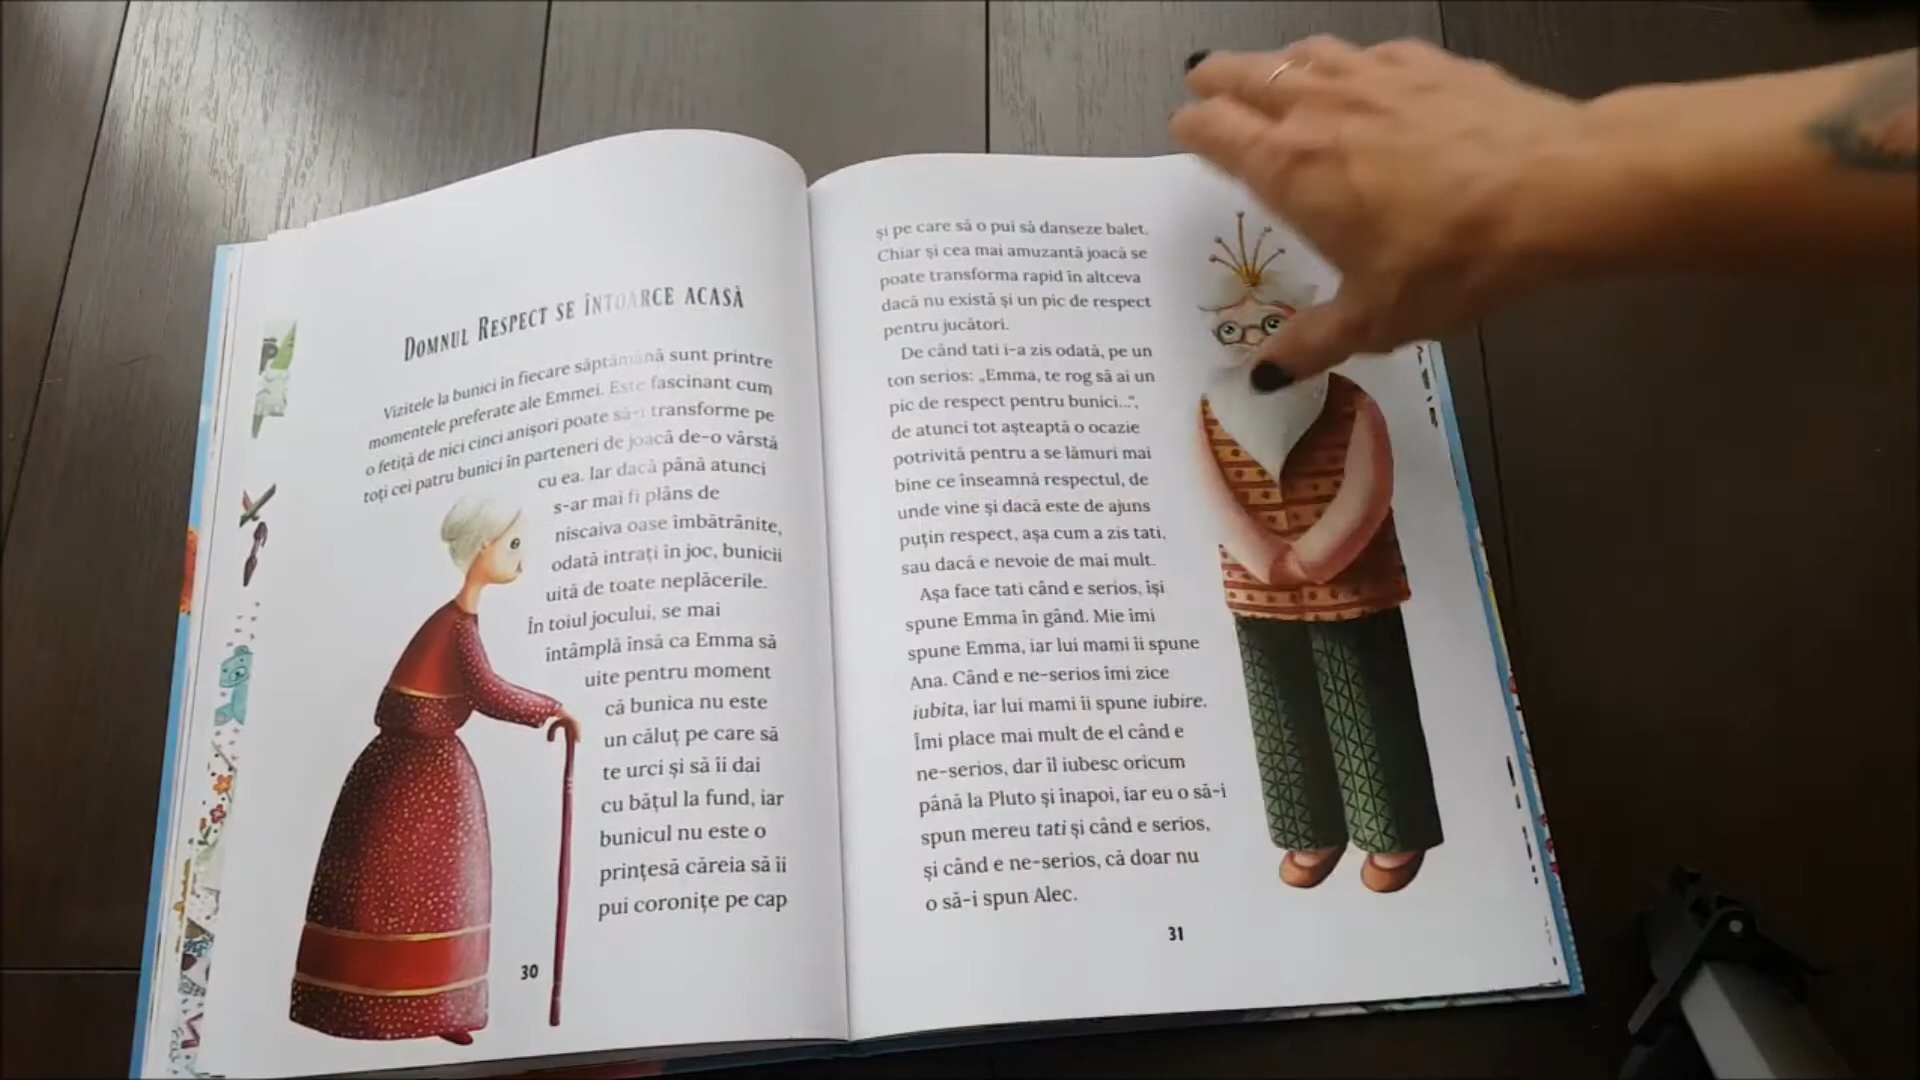 DOMNUL RESPECT SE ÎNTOARCE ACASĂ
Vizitele la bunici în fiecare săptămână sunt printre
momentele preferate ale Emmei. Este fascinant cum
o fetiță de nici cinci anișori poate să-i transforme pe
toți cei patru bunici în parteneri de joacă de-o vârstă
cu ea. Iar dacă până atunci
s-ar mai fi plâns de
niscaiva oase îmbătrânite,
odată intrați în joc, bunicii
uită de toate neplăcerile.
În toiul jocului, se mai
întâmplă însă ca Emma să
uite pentru moment
că bunica nu este
un căluț pe care să
te urci și să îi dai
cu bățul la fund, iar
bunicul nu este o
prințesă căreia să îi
pui coronițe pe cap
30
și pe care să o pui să danseze balet.
Chiar și cea mai amuzantă joacă se
poate transforma rapid în altceva
dacă nu există și un pic de respect
pentru jucători.
De când tati i-a zis odată, pe un
ton serios: „Emma, te rog să ai un
pic de respect pentru bunici...”,
de atunci tot așteaptă o ocazie
potrivită pentru a se lămuri mai
bine ce înseamnă respectul, de
unde vine și dacă este de ajuns
puțin respect, așa cum a zis tati,
sau dacă e nevoie de mai mult.
Așa face tati când e serios, își
spune Emma în gând. Mie îmi
spune Emma, iar lui mami îi spune
Ana. Când e ne-serios îmi zice
iubita, iar lui mami îi spune iubire.
Îmi place mai mult de el când e
ne-serios, dar îl iubesc oricum
până la Pluto și înapoi, iar eu o să-i
spun mereu tati și când e serios,
și când e ne-serios, că doar nu
o să-i spun Alec.
31